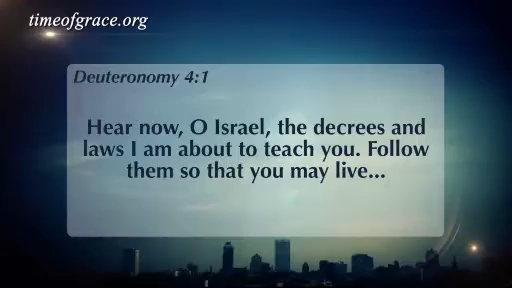 timeofgrace.org
Deuteronomy 4:1
Hear now, O Israel, the decrees and
laws I am about to teach you. Follow
them so that you may live...